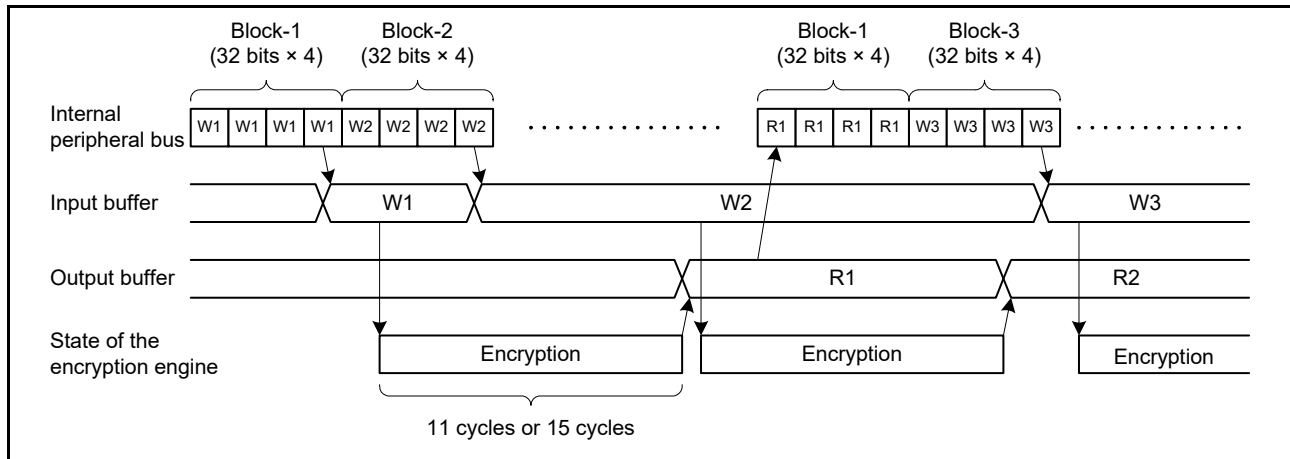 Block-1 Block-2 Block-1 Block-3
(32 bits × 4) (32 bits × 4) (32 bits × 4) (32 bits × 4)
Internal
peripheral bus W1 W1 W1 W1 W2 W2 W2 W2 R1 R1 R1 R1 W3 W3 W3 W3
Input buffer W1 W2 W3
Output buffer R1 R2
State of the
encryption engine Encryption Encryption Encryption
11 cycles or 15 cycles